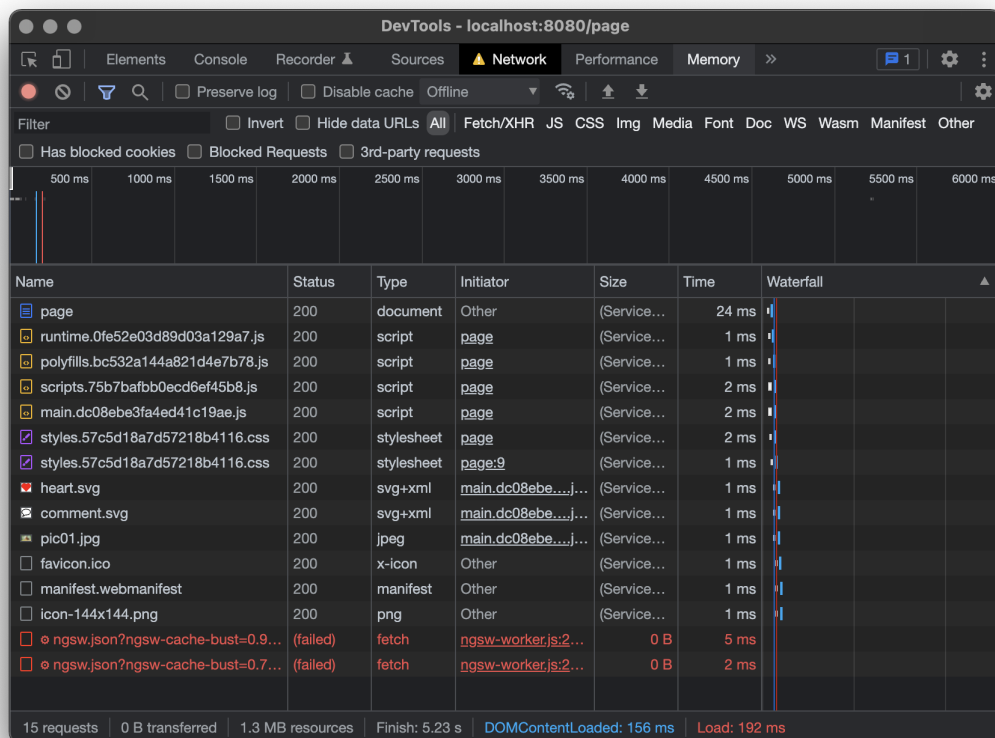 DevTools - localhost:8080/page
Elements Console Recorder Sources Network Performance Memory » 1
Preserve log Disable cache Offline
Filter Invert Hide data URLs All Fetch/XHR JS CSS Img Media Font Doc WS Wasm Manifest Other
Has blocked cookies Blocked Requests 3rd-party requests
500 ms 1000 ms 1500 ms 2000 ms 2500 ms 3000 ms 3500 ms 4000 ms 4500 ms 5000 ms 5500 ms 6000 ms
Name Status Type Initiator Size Time Waterfall
page 200 document Other (Service... 24 ms
runtime.0fe52e03d89d03a129a7.js 200 script page (Service... 1 ms
polyfills.bc532a144a821d4e7b78.js 200 script page (Service... 1 ms
scripts.75b7bafbb0ecd6ef45b8.js 200 script page (Service... 2 ms
main.dc08ebe3fa4ed41c19ae.js 200 script page (Service... 2 ms
styles.57c5d18a7d57218b4116.css 200 stylesheet page (Service... 2 ms
styles.57c5d18a7d57218b4116.css 200 stylesheet page:9 (Service... 1 ms
heart.svg 200 svg+xml main.dc08ebe....j... (Service... 1 ms
comment.svg 200 svg+xml main.dc08ebe....j... (Service... 1 ms
pic01.jpg 200 jpeg main.dc08ebe....j... (Service... 1 ms
favicon.ico 200 x-icon Other (Service... 1 ms
manifest.webmanifest 200 manifest Other (Service... 1 ms
icon-144x144.png 200 png Other (Service... 1 ms
ngsw.json?ngsw-cache-bust=0.9... (failed) fetch ngsw-worker.js:2... 0 B 5 ms
ngsw.json?ngsw-cache-bust=0.7... (failed) fetch ngsw-worker.js:2... 0 B 2 ms
15 requests 0 B transferred 1.3 MB resources Finish: 5.23 s DOMContentLoaded: 156 ms Load: 192 ms